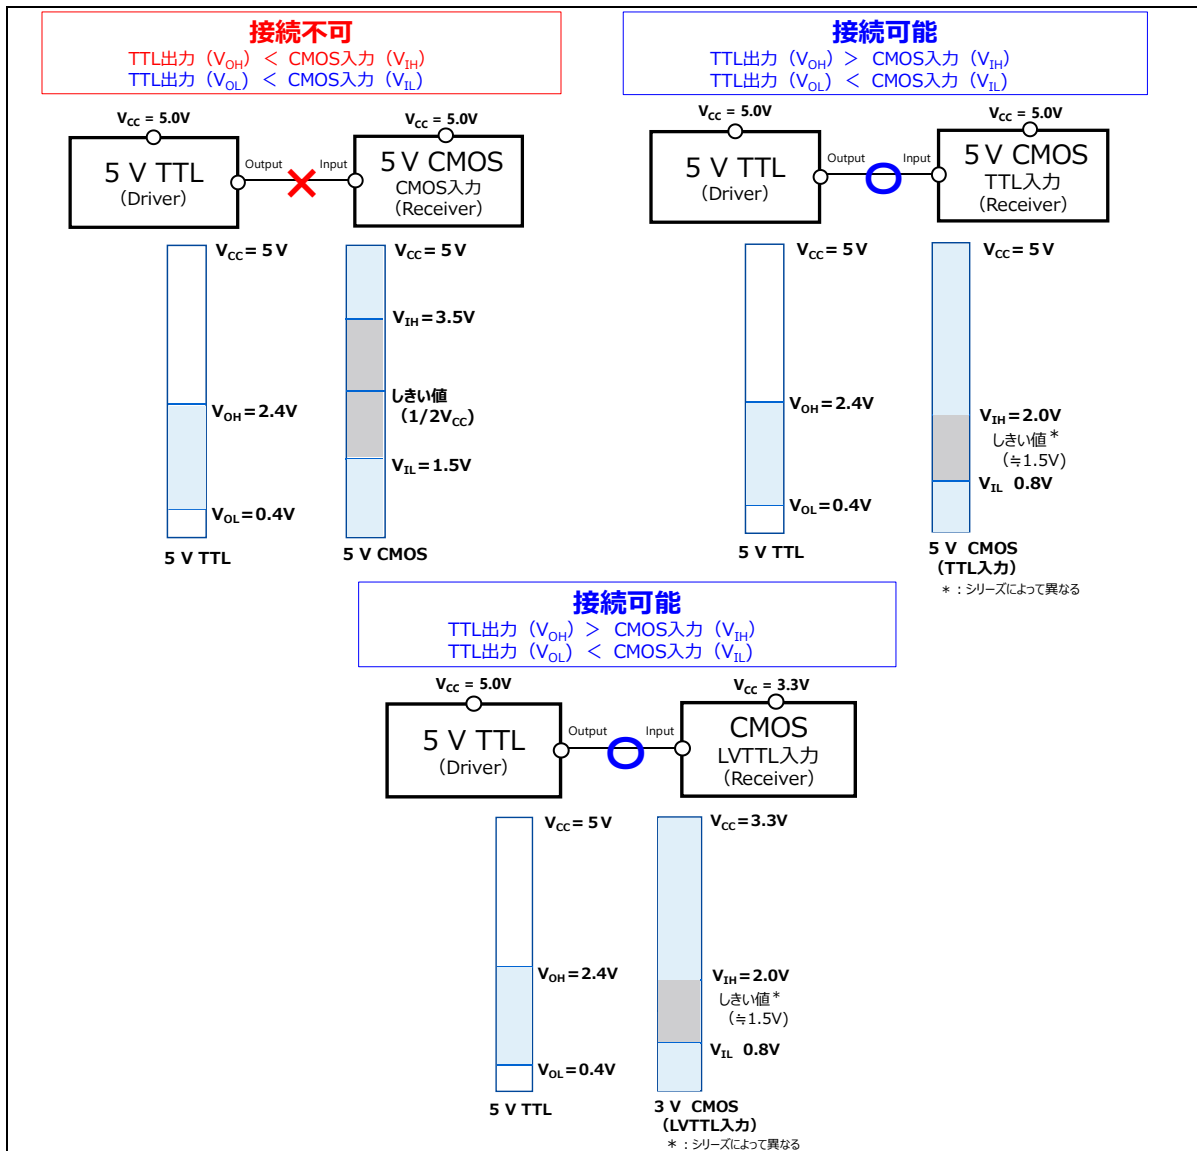 接続不可
TTL出力（VOH）＜ CMOS入力（VIH）
TTL出力（VOL）＜ CMOS入力（VIL）
VCC = 5.0V
VCC = 5.0V
5 V TTL
（Driver）
Output
Input
5 V CMOS
CMOS入力
（Receiver）
VCC＝5 V
VOH＝2.4V
VOL＝0.4V
5 V TTL
VCC＝5 V
VIH＝3.5V
しきい値
（1/2VCC）
VIL＝1.5V
5 V CMOS
接続可能
TTL出力（VOH）＞ CMOS入力（VIH）
TTL出力（VOL）＜ CMOS入力（VIL）
VCC = 5.0V
VCC = 5.0V
5 V TTL
（Driver）
Output
Input
5 V CMOS
TTL入力
（Receiver）
VCC＝5 V
VOH＝2.4V
VOL＝0.4V
5 V TTL
VCC＝5 V
VIH＝2.0V
しきい値*
（≒1.5V）
VIL 0.8V
5 V CMOS
（TTL入力）
*：シリーズによって異なる
接続可能
TTL出力（VOH）＞ CMOS入力（VIH）
TTL出力（VOL）＜ CMOS入力（VIL）
VCC = 5.0V
VCC = 3.3V
5 V TTL
（Driver）
Output
Input
CMOS
LVTTL入力
（Receiver）
VCC＝5 V
VOH＝2.4V
VOL＝0.4V
5 V TTL
VCC＝3.3V
VIH＝2.0V
しきい値*
（≒1.5V）
VIL 0.8V
3 V CMOS
（LVTTL入力）
*：シリーズによって異なる